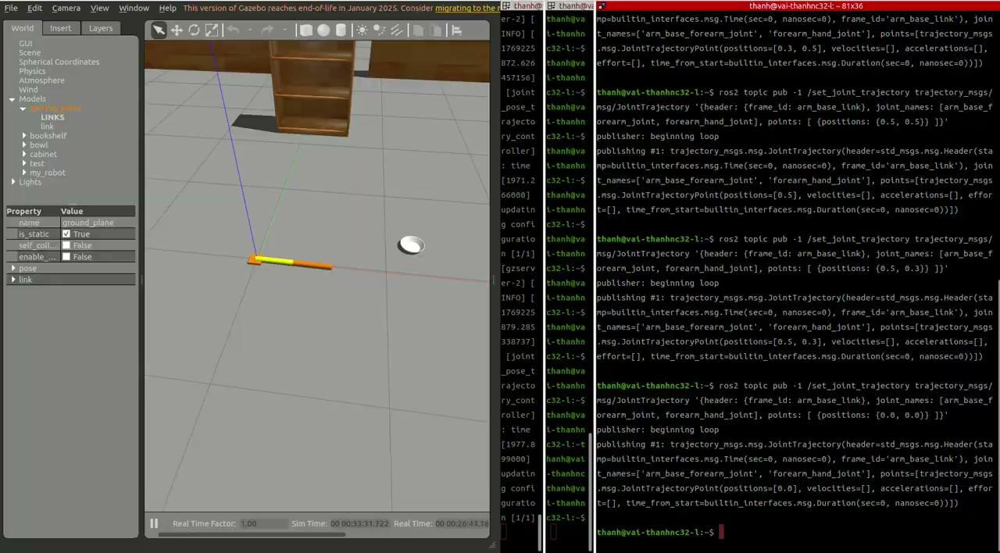 File Edit Camera View Window Help This version of Gazebo reaches end-of-life in January 2025. Consider migrating to the
World Insert Layers
GUI
Scene
Spherical Coordinates
Physics
Atmosphere
Wind
Models
ground_plane
LINKS
link
bookshelf
bowl
cabinet
test
my_robot
Lights
Property Value
name ground_plane
is_static True
self_coll... False
enable_... False
pose
link
Real Time Factor: 1.00 Sim Time: 00 00:33:31.722 Real Time: 00 00:26:43.38
thanh@
er-2] [
INFO] [
1769225
872.626
457156]
[joint
_pose_t
rajecto
ry_cont
roller]
: time
[1971.2
66000]
updatin
g confi
guratio
n [1/1]
[gzserv
er-2] [
INFO] [
1769225
879.285
338737]
[joint
_pose_t
rajecto
ry_cont
roller]
: time
[1977.8
99000]
updatin
g confi
guratio
n [1/1]
thanh@va
thanh@va
i-thanhn
c32-l:~$
thanh@va
i-thanhn
c32-l:~$
thanh@va
i-thanhn
c32-l:~$
thanh@va
i-thanhn
c32-l:~$
thanh@va
i-thanhn
c32-l:~$
thanh@va
i-thanhn
c32-l:~$
thanh@va
i-thanhn
c32-l:~$
thanh@va
i-thanhn
c32-l:~$
thanh@va
i-thanhn
c32-l:~$
thanh@va
i-thanhn
c32-l:~t
hanh@va
i-thanhnc
32-l:~$
thanh@va
i-thanhn
c32-l:~$
thanh@vai-thanhnc32-l: ~ 81x36
mp=builtin_interfaces.msg.Time(sec=0, nanosec=0), frame_id='arm_base_link'), join
t_names=['arm_base_forearm_joint', 'forearm_hand_joint'], points=[trajectory_msgs
.msg.JointTrajectoryPoint(positions=[0.3, 0.5], velocities=[], accelerations=[],
effort=[], time_from_start=builtin_interfaces.msg.Duration(sec=0, nanosec=0))])
thanh@vai-thanhnc32-l:~$ ros2 topic pub -1 /set_joint_trajectory trajectory_msgs/
msg/JointTrajectory '{header: {frame_id: arm_base_link}, joint_names: [arm_base_f
orearm_joint, forearm_hand_joint], points: [ {positions: {0.5, 0.5}} ]}'
publisher: beginning loop
publishing #1: trajectory_msgs.msg.JointTrajectory(header=std_msgs.msg.Header(sta
mp=builtin_interfaces.msg.Time(sec=0, nanosec=0), frame_id='arm_base_link'), join
t_names=['arm_base_forearm_joint', 'forearm_hand_joint'], points=[trajectory_msgs
.msg.JointTrajectoryPoint(positions=[0.5], velocities=[], accelerations=[], effor
t=[], time_from_start=builtin_interfaces.msg.Duration(sec=0, nanosec=0))])
thanh@vai-thanhnc32-l:~$ ros2 topic pub -1 /set_joint_trajectory trajectory_msgs/
msg/JointTrajectory '{header: {frame_id: arm_base_link}, joint_names: [arm_base_f
orearm_joint, forearm_hand_joint], points: [ {positions: {0.5, 0.3}} ]}'
publisher: beginning loop
publishing #1: trajectory_msgs.msg.JointTrajectory(header=std_msgs.msg.Header(sta
mp=builtin_interfaces.msg.Time(sec=0, nanosec=0), frame_id='arm_base_link'), join
t_names=['arm_base_forearm_joint', 'forearm_hand_joint'], points=[trajectory_msgs
.msg.JointTrajectoryPoint(positions=[0.5, 0.3], velocities=[], accelerations=[],
effort=[], time_from_start=builtin_interfaces.msg.Duration(sec=0, nanosec=0))])
thanh@vai-thanhnc32-l:~$ ros2 topic pub -1 /set_joint_trajectory trajectory_msgs/
msg/JointTrajectory '{header: {frame_id: arm_base_link}, joint_names: [arm_base_f
orearm_joint, forearm_hand_joint], points: [ {positions: {0.0, 0.0}} ]}'
publisher: beginning loop
publishing #1: trajectory_msgs.msg.JointTrajectory(header=std_msgs.msg.Header(sta
mp=builtin_interfaces.msg.Time(sec=0, nanosec=0), frame_id='arm_base_link'), join
t_names=['arm_base_forearm_joint', 'forearm_hand_joint'], points=[trajectory_msgs
.msg.JointTrajectoryPoint(positions=[0.0], velocities=[], accelerations=[], effor
t=[], time_from_start=builtin_interfaces.msg.Duration(sec=0, nanosec=0))])
thanh@vai-thanhnc32-l:~$